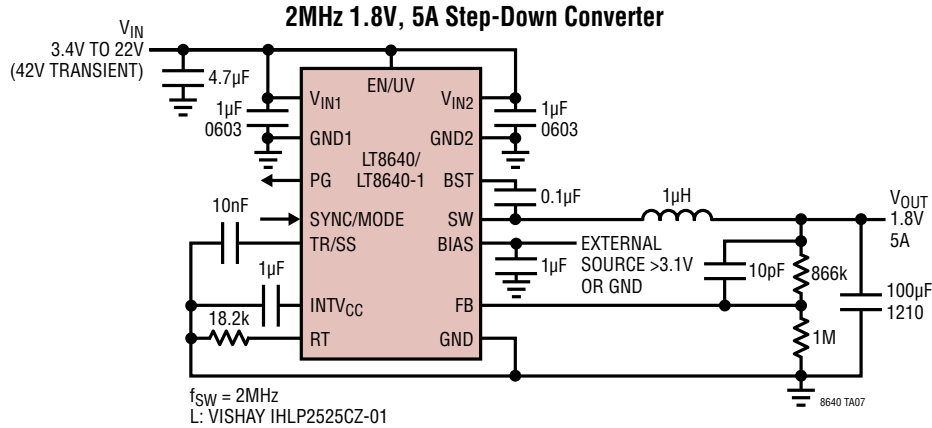 2MHz 1.8V, 5A Step-Down Converter
VIN
3.4V TO 22V
(42V TRANSIENT)
4.7µF
1µF
0603
VIN1
GND1
EN/UV
VIN2
GND2
1µF
0603
LT8640/
LT8640-1
PG
BST
0.1µF
10nF
SYNC/MODE
SW
1µH
VOUT
1.8V
5A
TR/SS
BIAS
1µF
EXTERNAL
SOURCE >3.1V
OR GND
10pF
866k
1µF
INTVCC
FB
100µF
1210
18.2k
RT
GND
1M
fSW = 2MHz
L: VISHAY IHLP2525CZ-01
8640 TA07